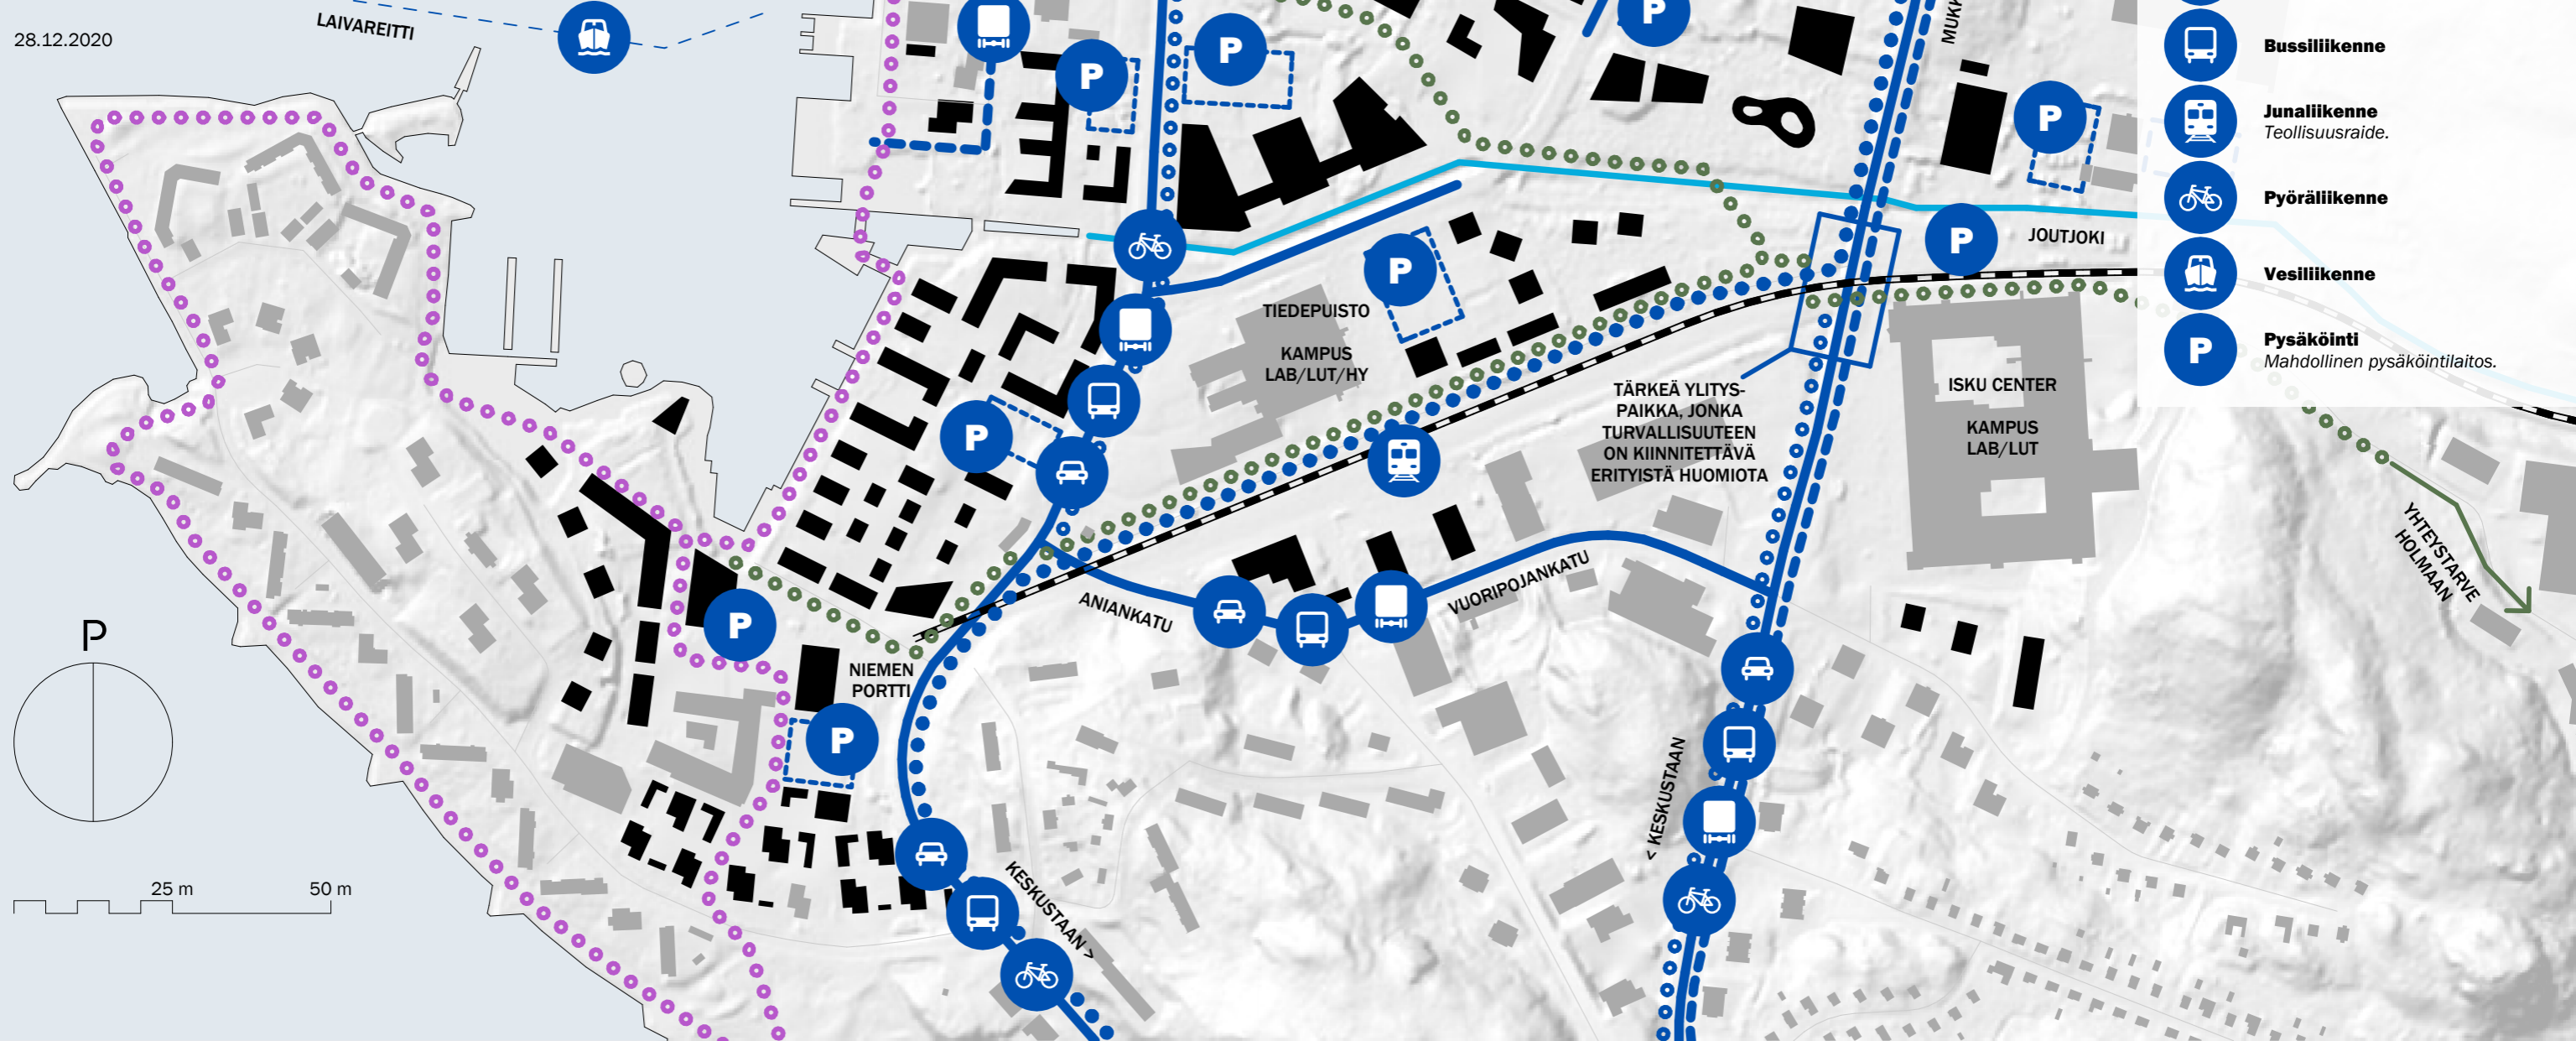 28.12.2020
LAIVAREITTI
P
P
P
MUKK
P
Bussiliikenne
Junaliikenne
Teollisuusraide.
Pyöräliikenne
Vesiliikenne
P
Pysäköinti
Mahdollinen pysäköintilaitos.
P
JOUTJOKI
P
TIEDEPUISTO
KAMPUS
LAB/LUT/HY
TÄRKEÄ YLITYS-
PAIKKA, JONKA
TURVALLISUUTEEN
ON KIINNITETTÄVÄ
ERITYISTÄ HUOMIOTA
ISKU CENTER
KAMPUS
LAB/LUT
P
YHTEYSTARVE
HOLMAAN
ANIANKATU
VUORIPOJANKATU
P
P
NIEMEN
PORTTI
P
< KESKUSTAAN
KESKUSTAAN >
25 m
50 m